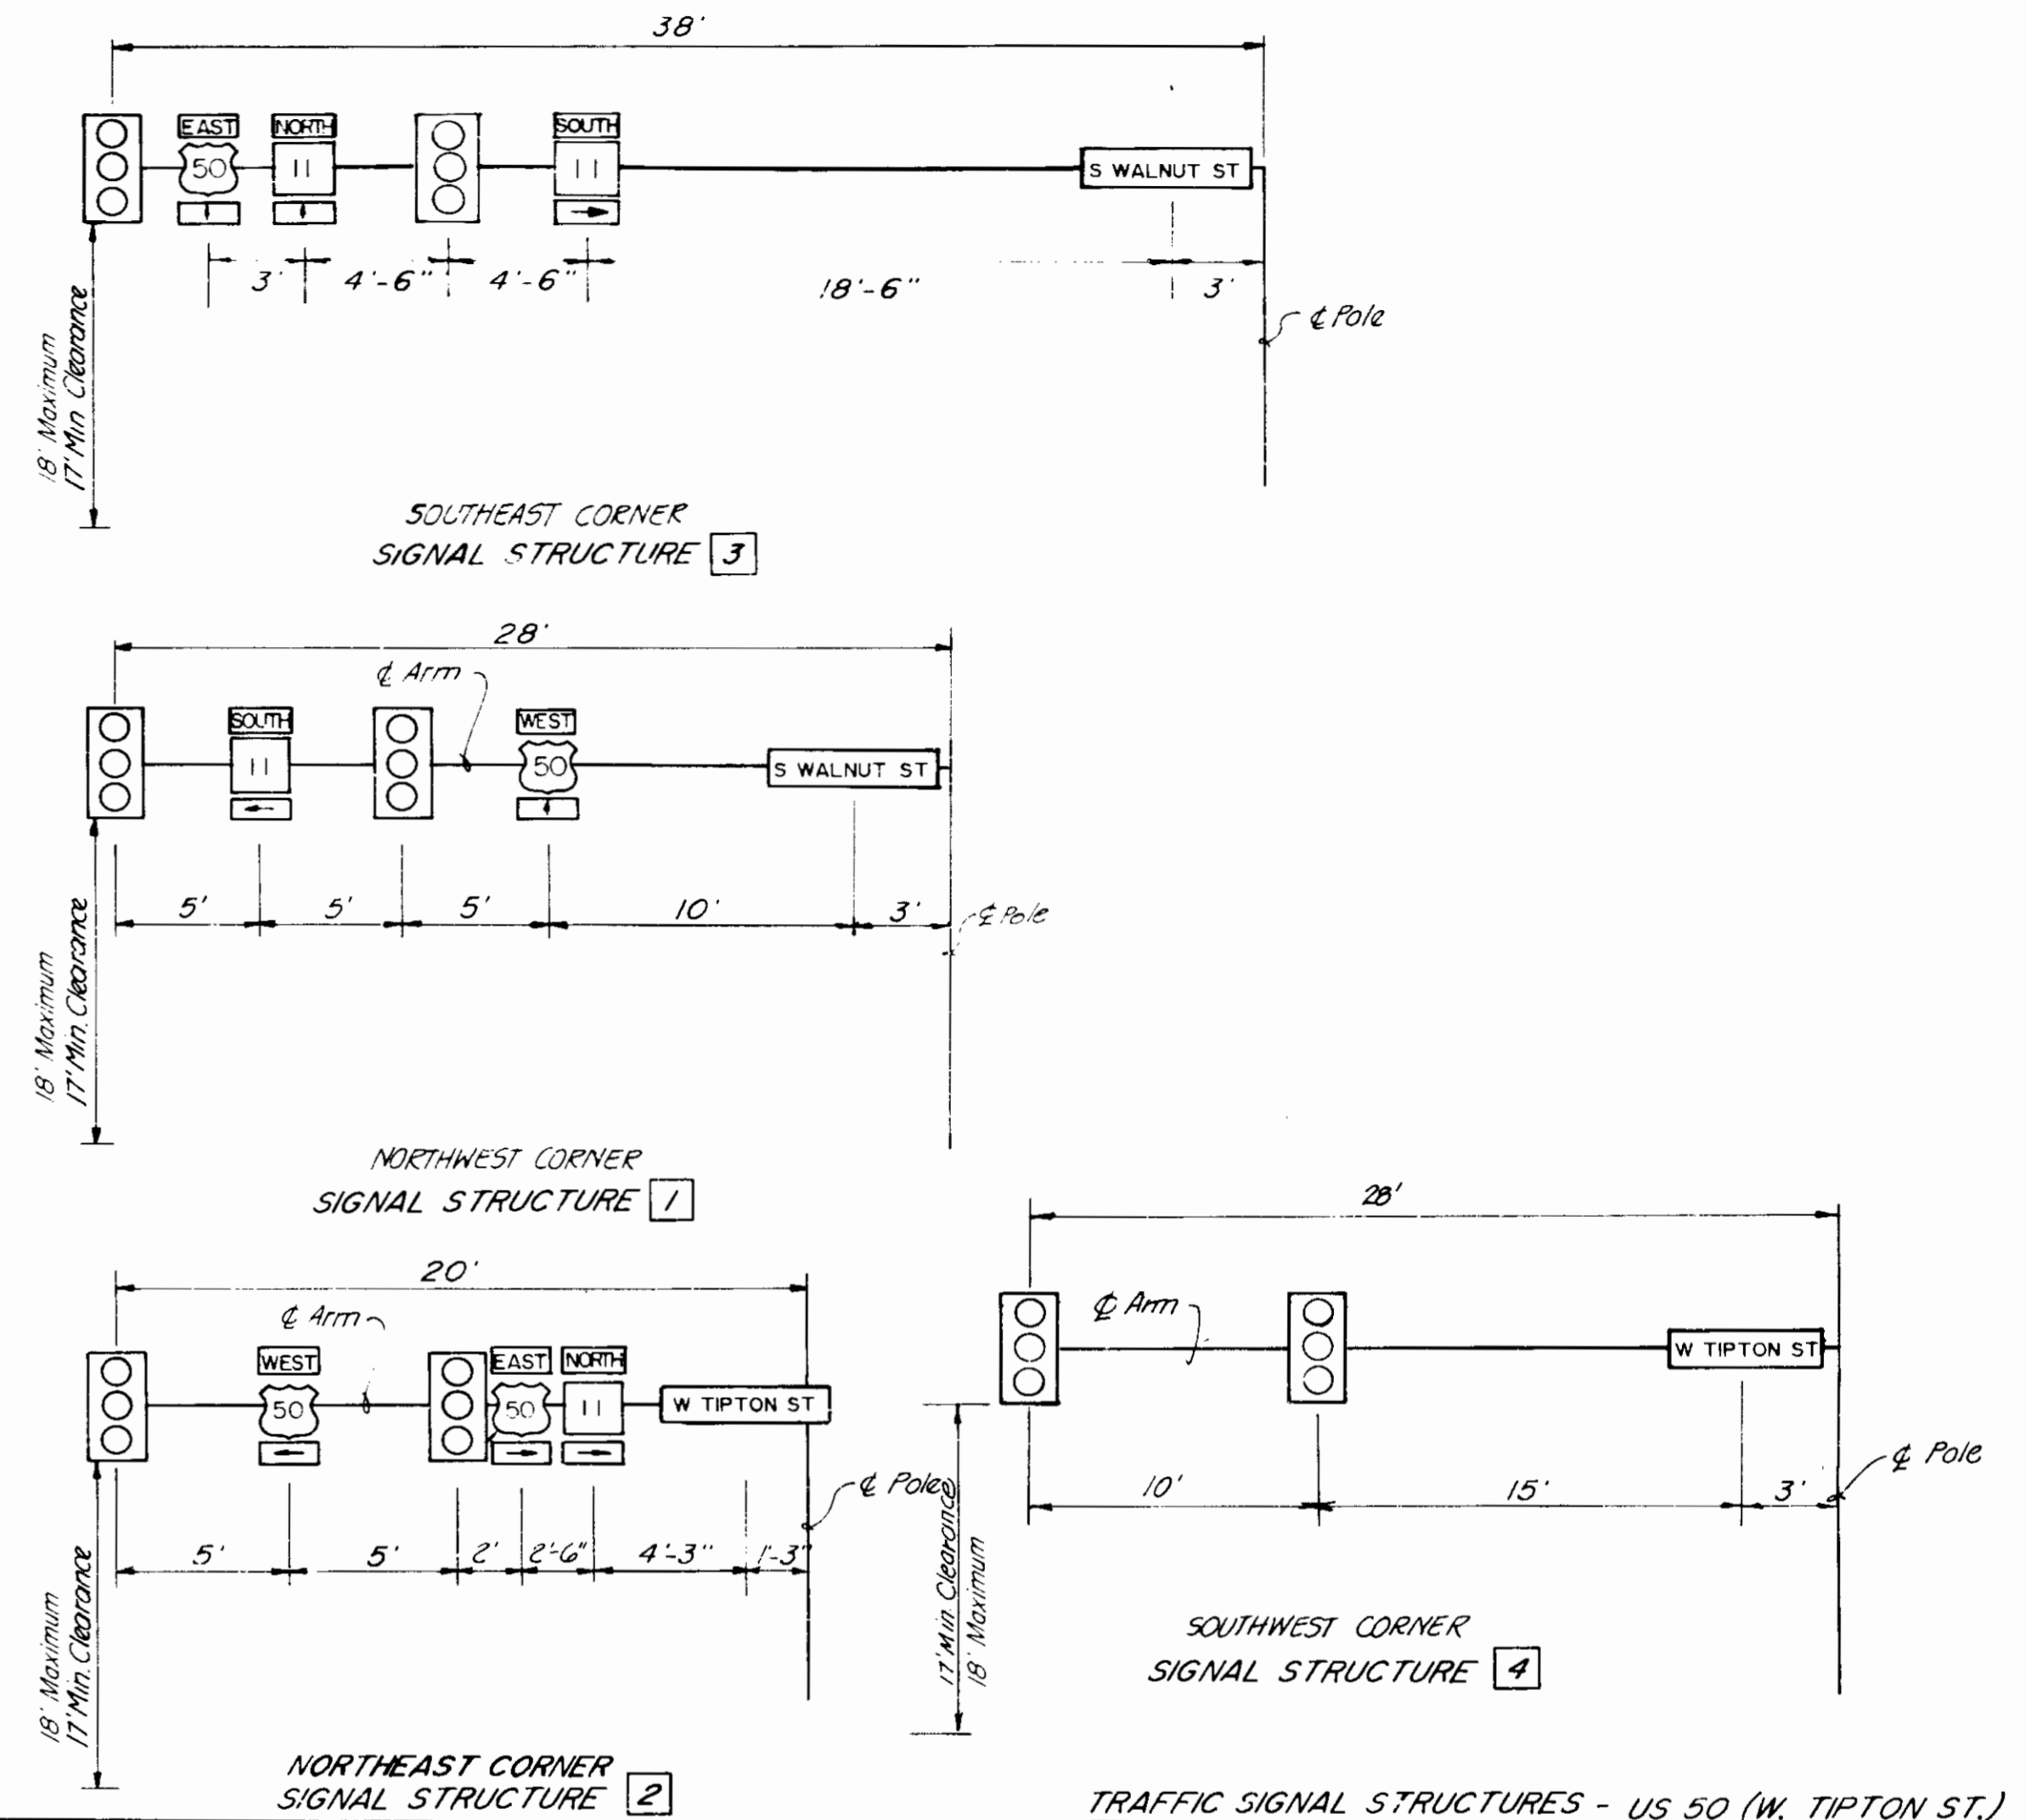 38'
EAST NORTH SOUTH
50 11 11 S WALNUT ST
3' 4'-6" 4'-6" 18'-6" 3'
℄ Pole
18' Maximum
17' Min Clearance
SOUTHEAST CORNER
SIGNAL STRUCTURE 3
28'
℄ Arm
SOUTH WEST
11 50 S WALNUT ST
5' 5' 5' 10' 3'
℄ Pole
18' Maximum
17' Min. Clearance
NORTHWEST CORNER
SIGNAL STRUCTURE 1
20'
℄ Arm
WEST EAST NORTH
50 50 11 W TIPTON ST
℄ Pole
5' 5' 2' 2'-6" 4'-3" 1'-3"
18' Maximum
17' Min. Clearance
NORTHEAST CORNER
SIGNAL STRUCTURE 2
28'
℄ Arm
W TIPTON ST
10' 15' 3'
℄ Pole
17' Min. Clearance
18' Maximum
SOUTHWEST CORNER
SIGNAL STRUCTURE 4
TRAFFIC SIGNAL STRUCTURES - US 50 (W. TIPTON ST.)